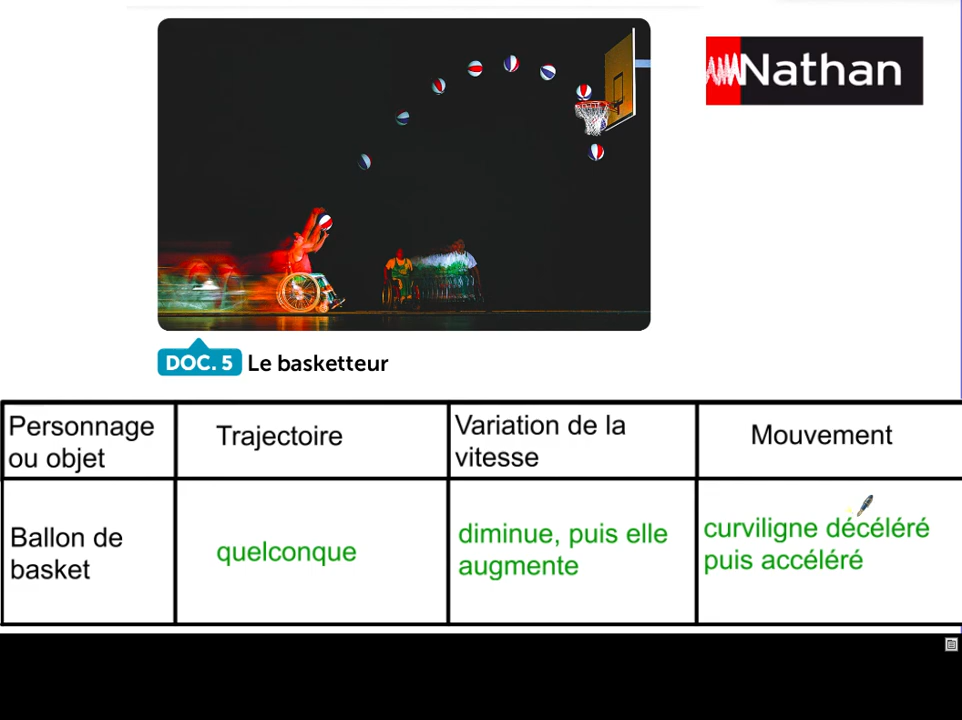 Nathan
DOC. 5 Le basketteur
Personnage
ou objet
Trajectoire
Variation de la
vitesse
Mouvement
Ballon de
basket
quelconque
diminue, puis elle
augmente
curviligne décéléré
puis accéléré